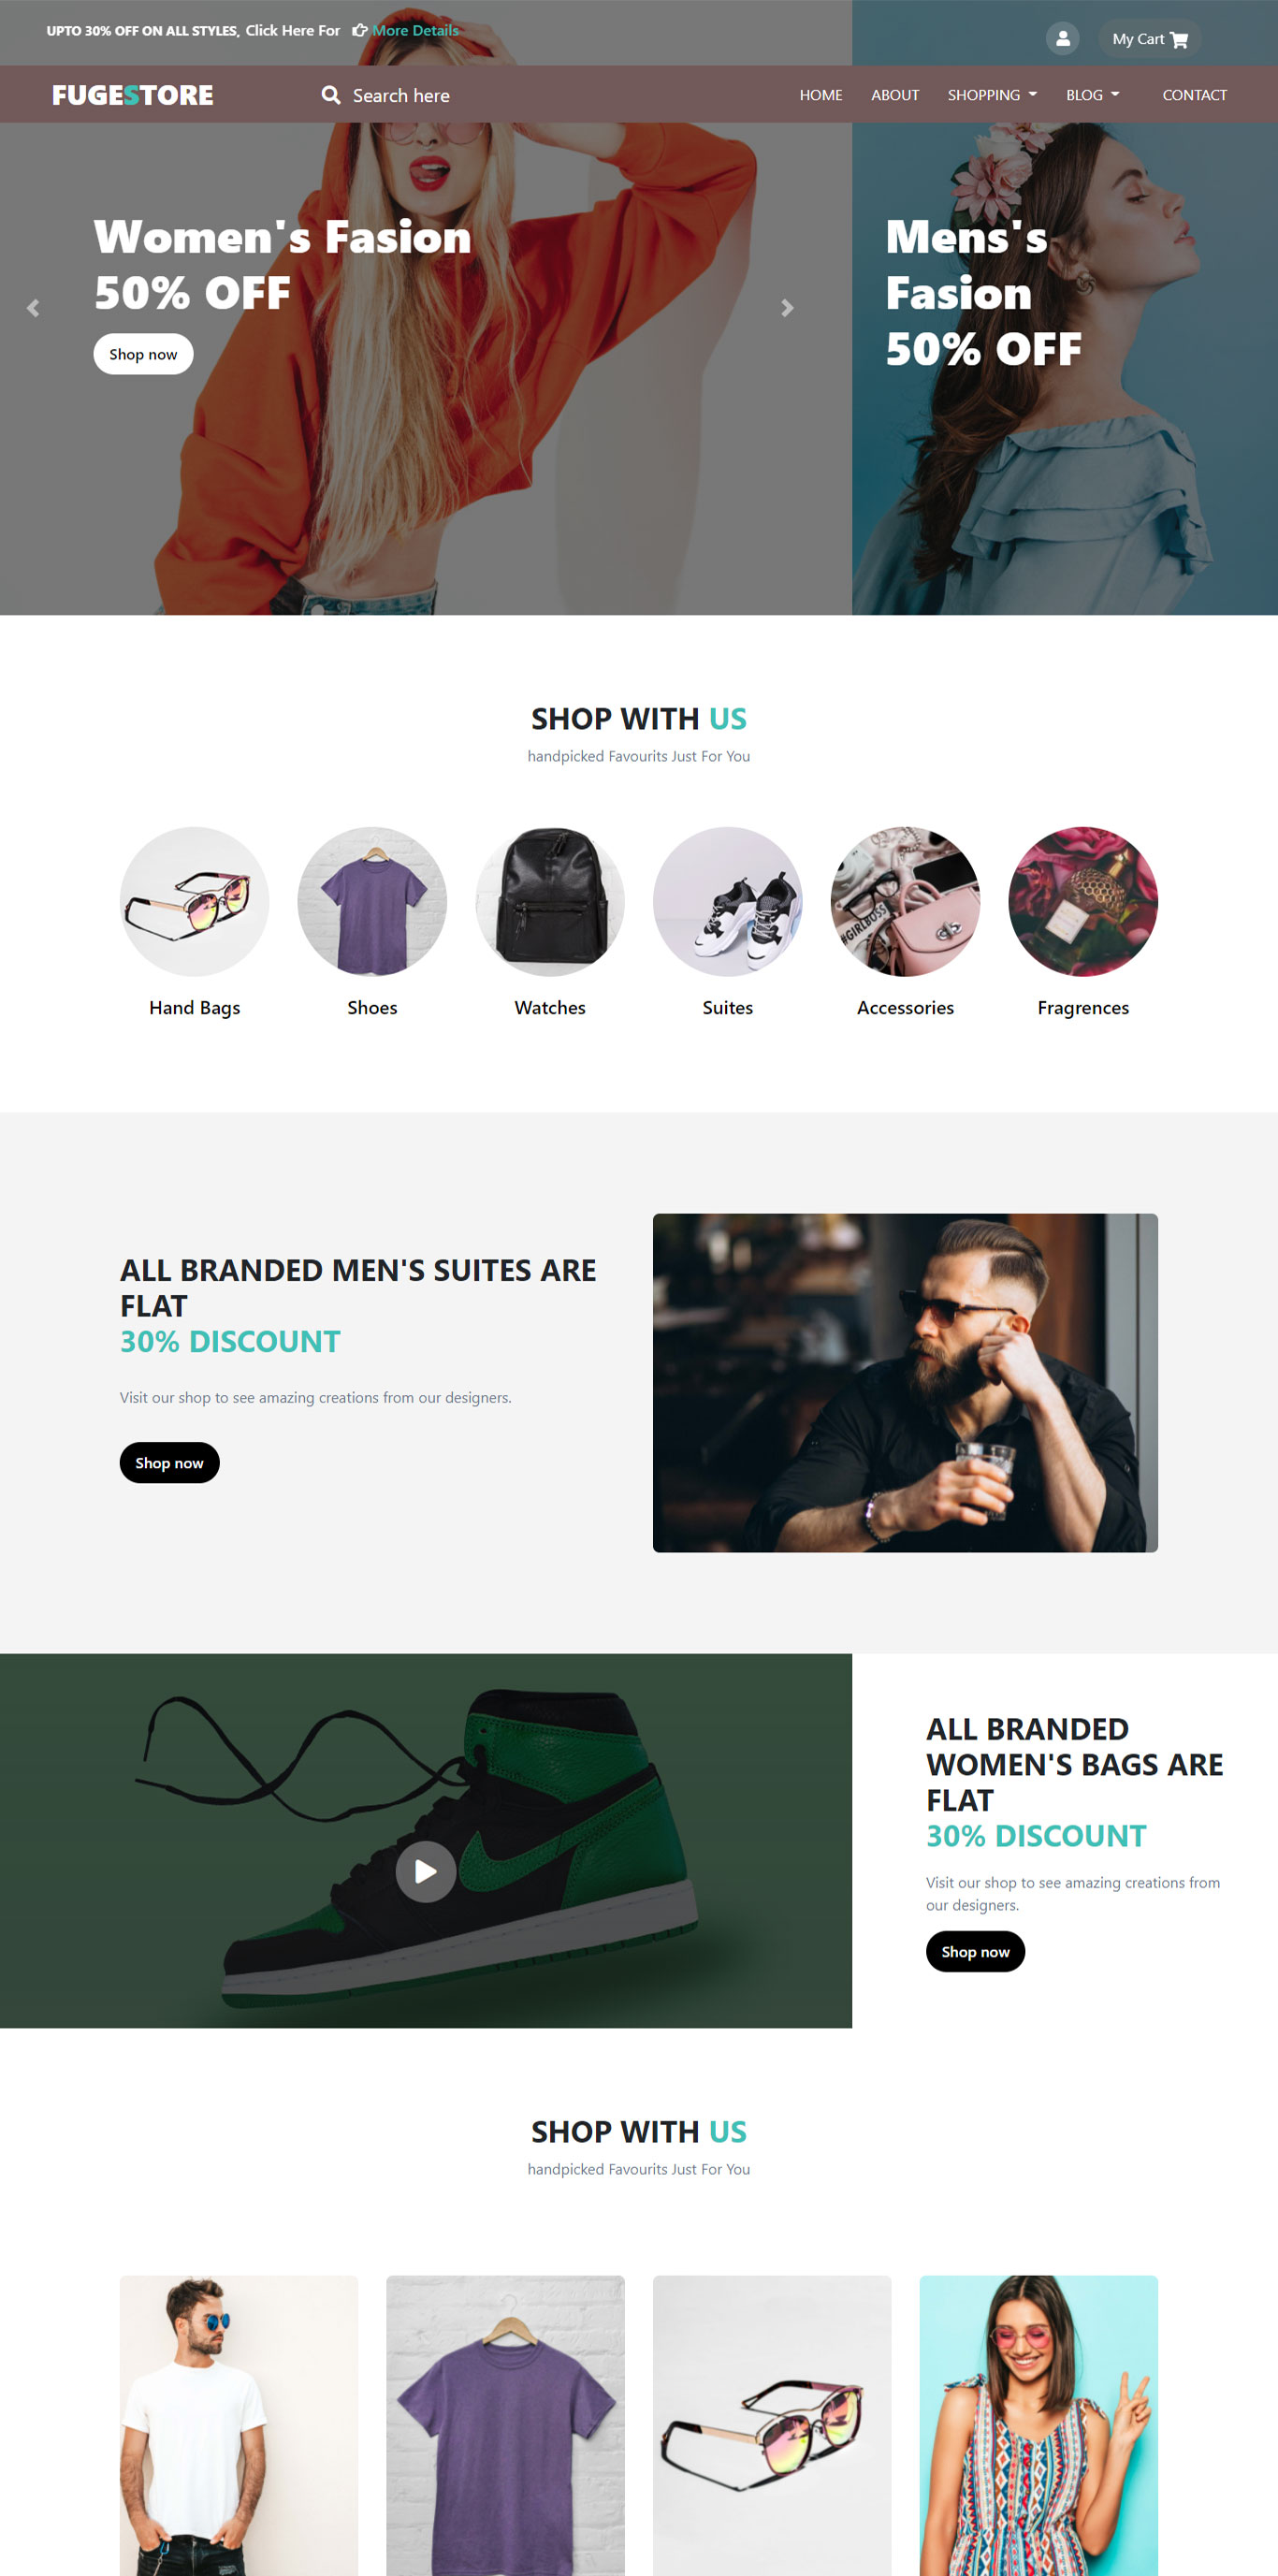 UPTO 30% OFF ON ALL STYLES, Click Here For More Details
My Cart
FUGESTORE
Search here
HOME ABOUT SHOPPING BLOG CONTACT
Women's Fasion
50% OFF
Shop now
Mens's
Fasion
50% OFF
SHOP WITH US
handpicked Favourits Just For You
#GIRLBOSS
Hand Bags
Shoes
Watches
Suites
Accessories
Fragrences
ALL BRANDED MEN'S SUITES ARE
FLAT
30% DISCOUNT
Visit our shop to see amazing creations from our designers.
Shop now
ALL BRANDED
WOMEN'S BAGS ARE
FLAT
30% DISCOUNT
Visit our shop to see amazing creations from
our designers.
Shop now
SHOP WITH US
handpicked Favourits Just For You